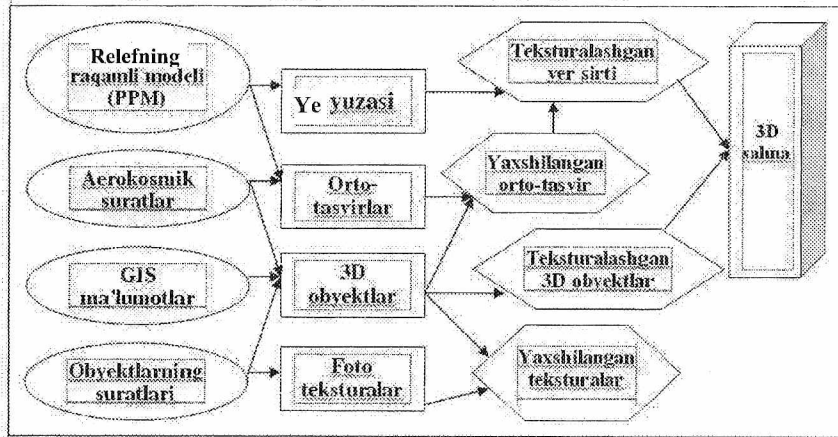 Relefning
raqamli modeli
(PPM)
Aerokosmik
suratlar
GIS
ma'lumotlar
Obyektlarning
suratlari
Ye yuzasi
Orto-
tasvirlar
3D
obyektlar
Foto
teksturalar
Teksturalashgan
yer sirti
Yaxshilangan
orto-tasvir
Teksturalashgan
3D obyektlar
Yaxshilangan
teksturalar
3D
sahna